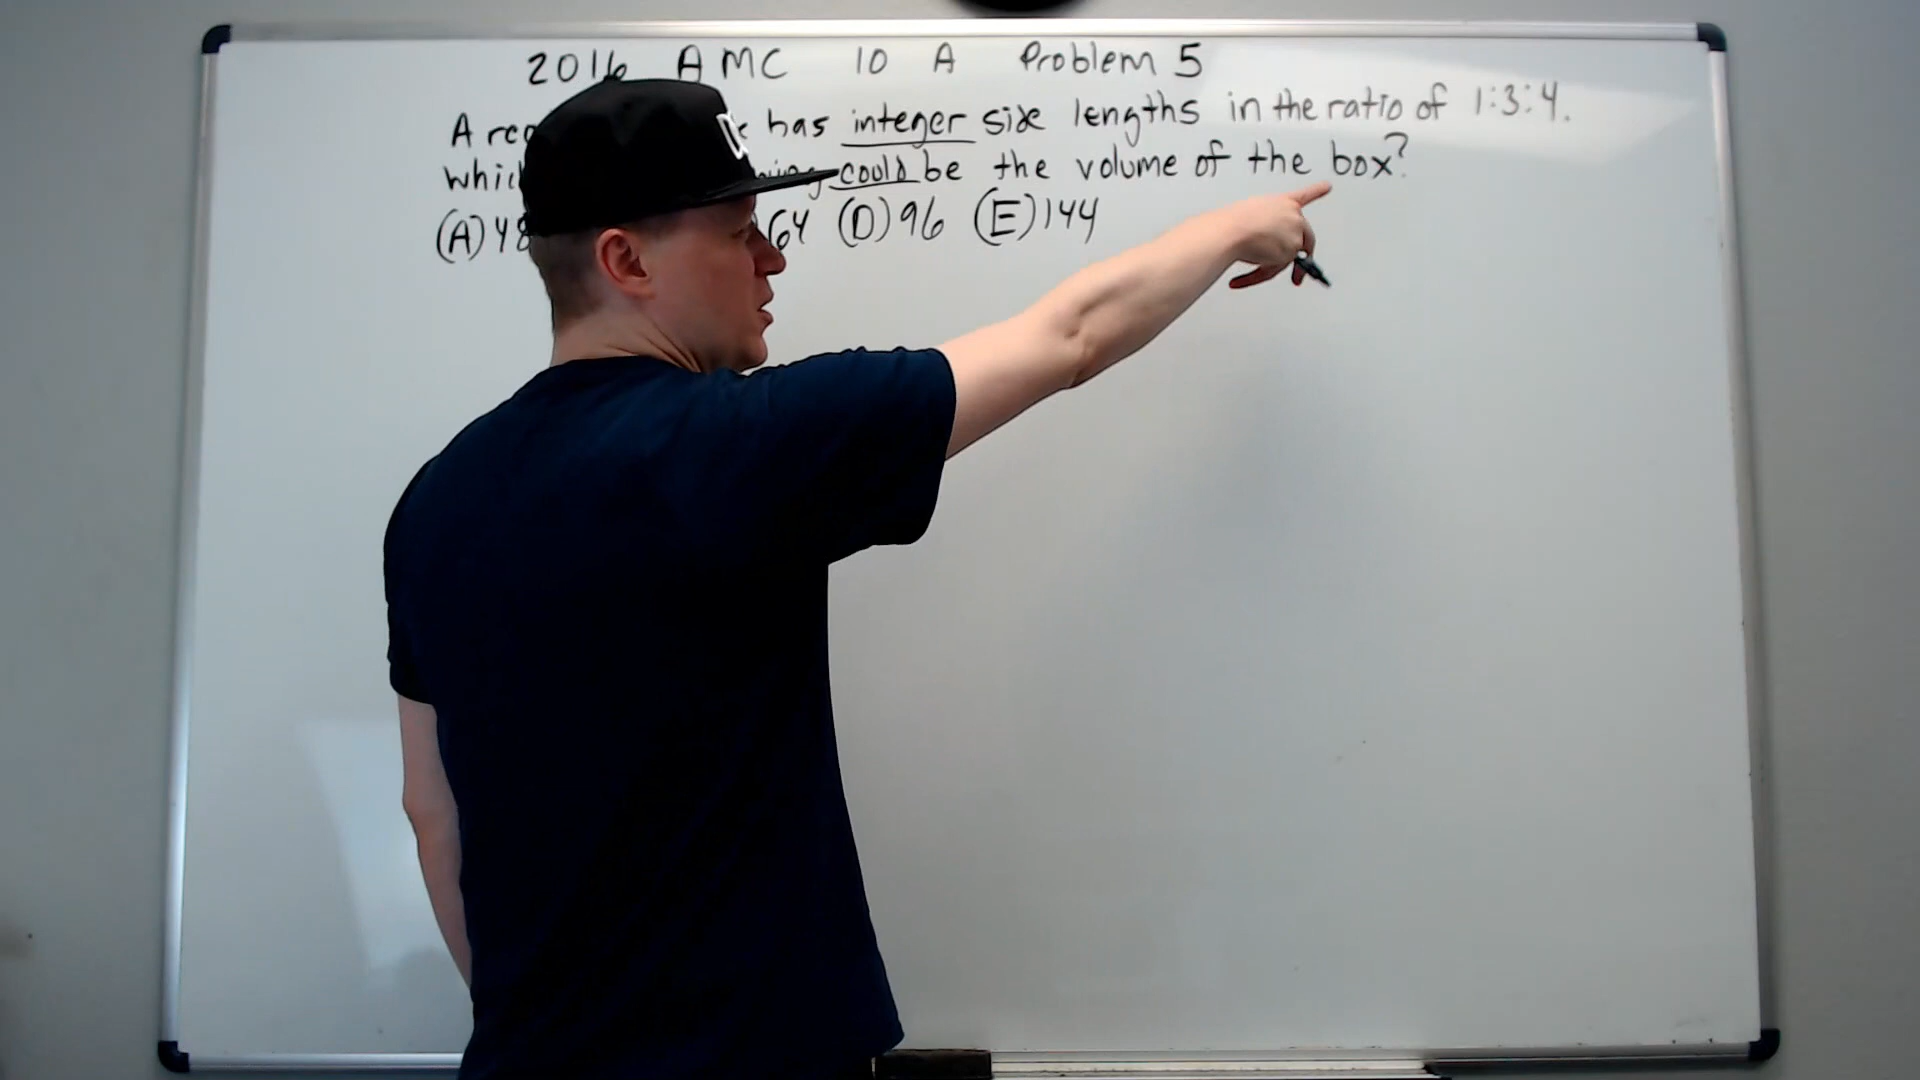 2016 AMC 10 A Problem 5
A has integer side lengths in the ratio of 1:3:4.
could be the volume of the box?
(A) 48 64 (D) 96 (E) 144